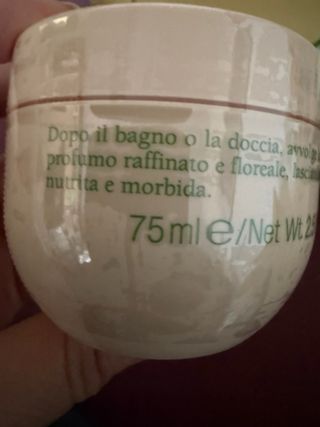 Dopo il bagno o la doccia,
profumo raffinato e floreale,
nutrita e morbida.
75ml e/Net Wt